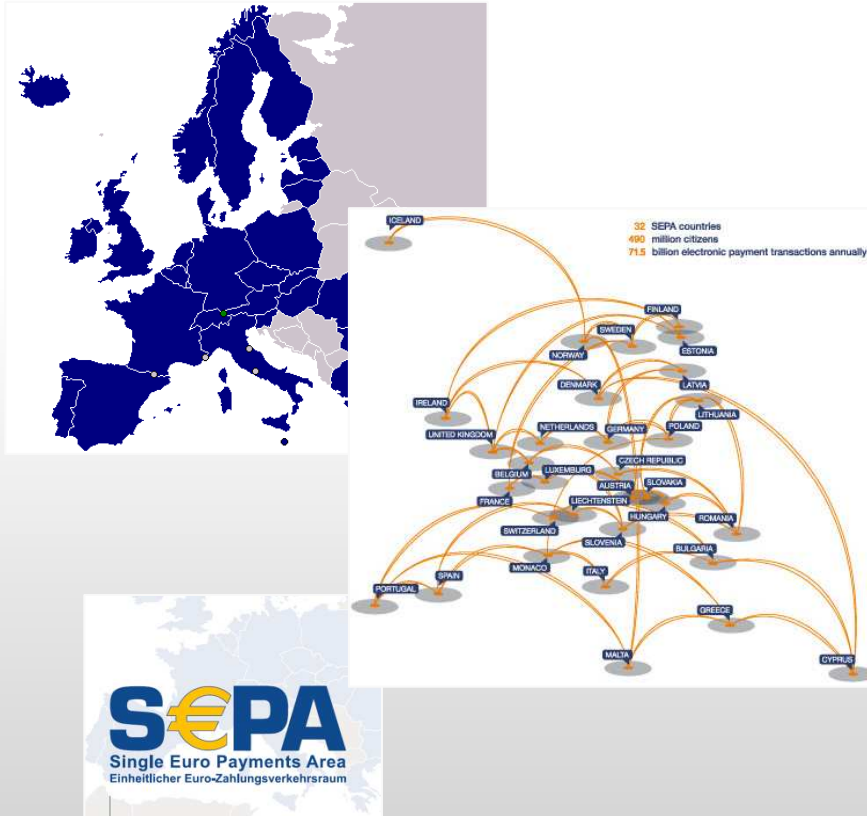 ICELAND
32 SEPA countries
490 million citizens
71.5 billion electronic payment transactions annually
FINLAND
SWEDEN
ESTONIA
NORWAY
DENMARK
LATVIA
IRELAND
LITHUANIA
NETHERLANDS
GERMANY
POLAND
UNITED KINGDOM
CZECH REPUBLIC
BELGIUM
LUXEMBURG
AUSTRIA
SLOVAKIA
FRANCE
LIECHTENSTEIN
HUNGARY
ROMANIA
SWITZERLAND
SLOVENIA
BULGARIA
MONACO
ITALY
SPAIN
PORTUGAL
GREECE
MALTA
CYPRUS
S€PA
Single Euro Payments Area
Einheitlicher Euro-Zahlungsverkehrsraum